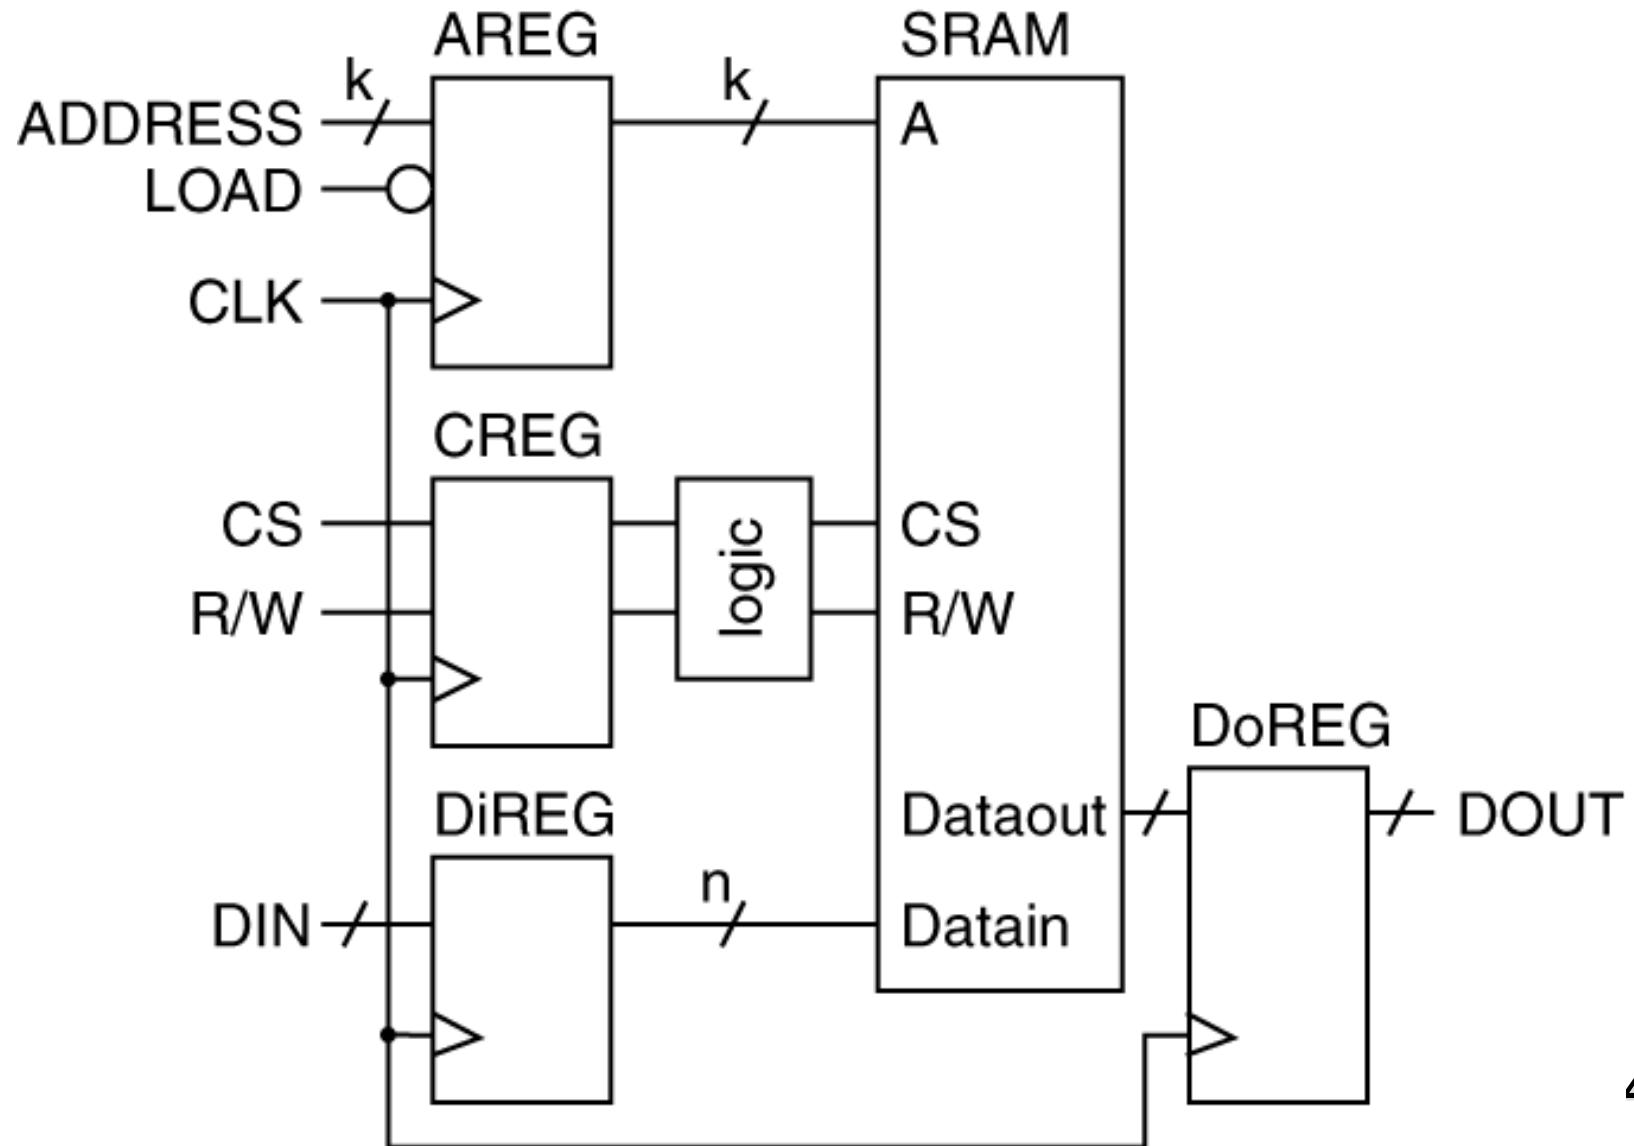 AREG
SRAM
k
k
ADDRESS
A
LOAD
CLK
CREG
CS
CS
logic
R/W
R/W
DoREG
DiREG
Dataout
DOUT
n
DIN
Datain